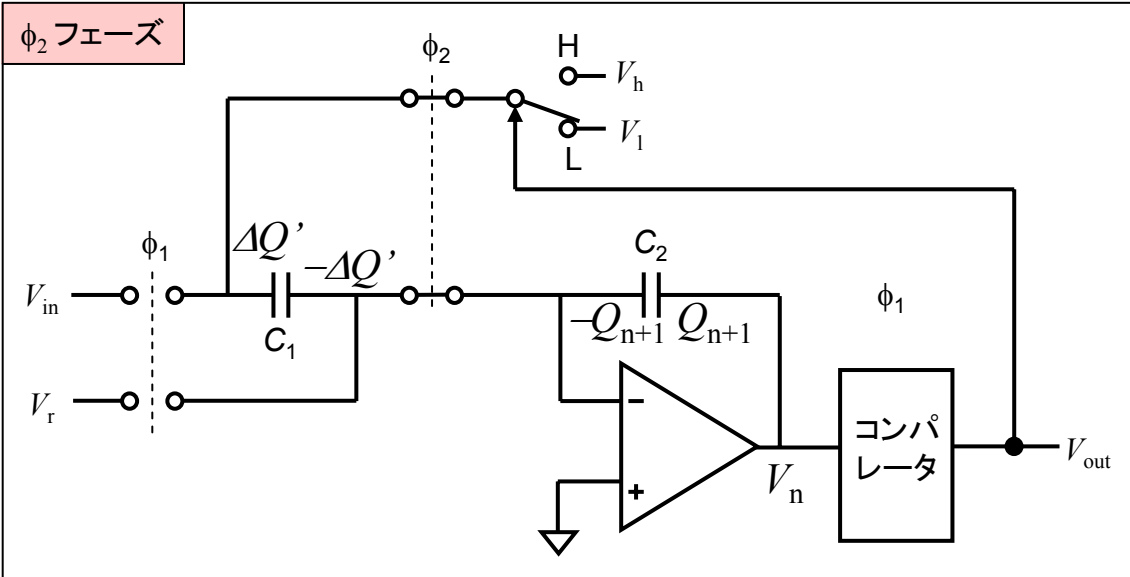 ϕ₂ フェーズ
ϕ₂
H
Vₕ
Vₗ
L
ϕ₁
ΔQ’
−ΔQ’
C₂
Vᵢₙ
C₁
−Qₙ₊₁
Qₙ₊₁
ϕ₁
Vᵣ
−
+
Vₙ
コンパ
レータ
Vₒᵤₜ